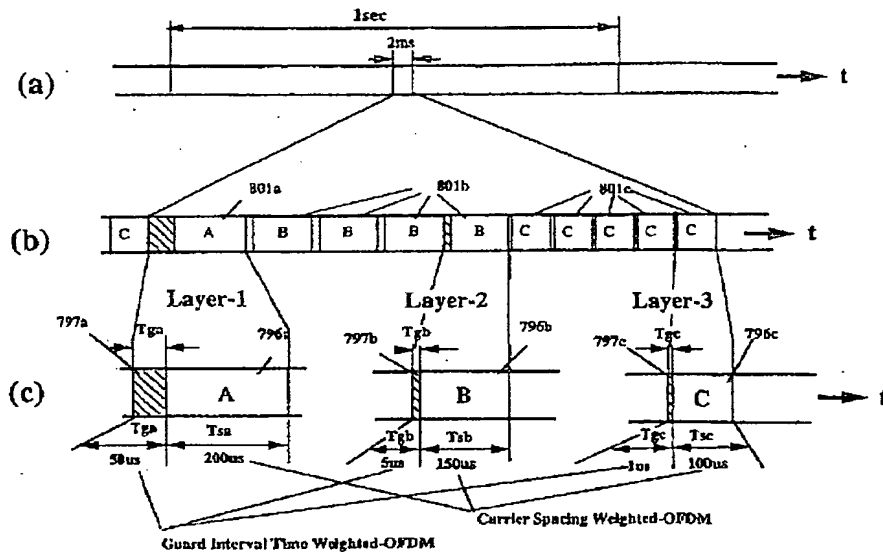 1sec
2ms
(a)
t
801a
801b
801c
(b)
C A B B B B C C C C C
t
Layer-1
Layer-2
Layer-3
797a
Tga
796a
797b
Tgb
796b
797c
Tgc
796c
(c)
A
B
C
t
Tga
Tsa
Tgb
Tsb
Tgc
Tsc
50us
200us
5us
150us
1us
100us
Carrier Spacing Weighted-OFDM
Guard Interval Time Weighted-OFDM